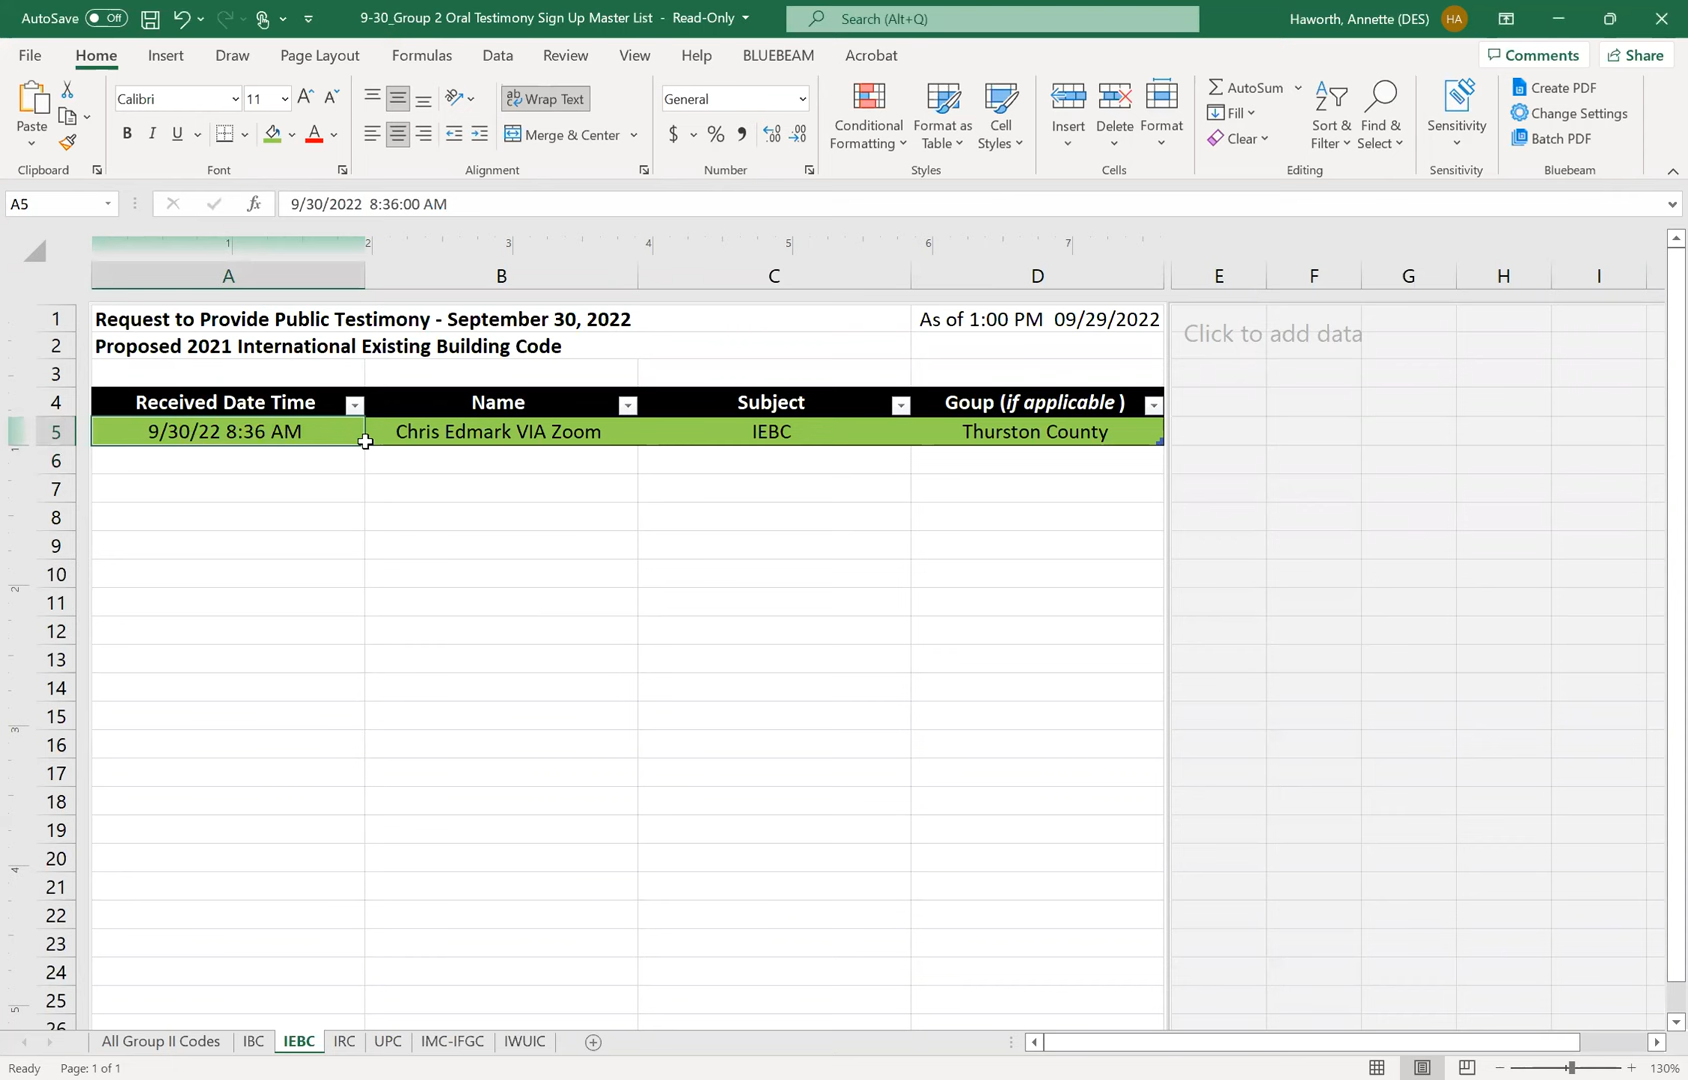 AutoSave Off 9-30_Group 2 Oral Testimony Sign Up Master List - Read-Only Search (Alt+Q) Haworth, Annette (DES) HA
File Home Insert Draw Page Layout Formulas Data Review View Help BLUEBEAM Acrobat Comments Share
Calibri 11 Wrap Text General AutoSum Create PDF
Paste Conditional Formatting Format as Table Cell Styles Insert Delete Format Fill Sort & Filter Find & Select Sensitivity Change Settings
B I U A Merge & Center $ % Clear Batch PDF
Clipboard Font Alignment Number Styles Cells Editing Sensitivity Bluebeam
A5 fx 9/30/2022 8:36:00 AM
1 2 3 4 5 6 7
A B C D E F G H I
1 Request to Provide Public Testimony - September 30, 2022 As of 1:00 PM 09/29/2022
Click to add data
2 Proposed 2021 International Existing Building Code
3
4 Received Date Time Name Subject Goup (if applicable )
5 9/30/22 8:36 AM Chris Edmark VIA Zoom IEBC Thurston County
6
7
8
9
10
11
12
13
14
15
16
17
18
19
20
21
22
23
24
25
26
1
2
3
4
5
All Group II Codes IBC IEBC IRC UPC IMC-IFGC IWUIC
Ready Page: 1 of 1 130%